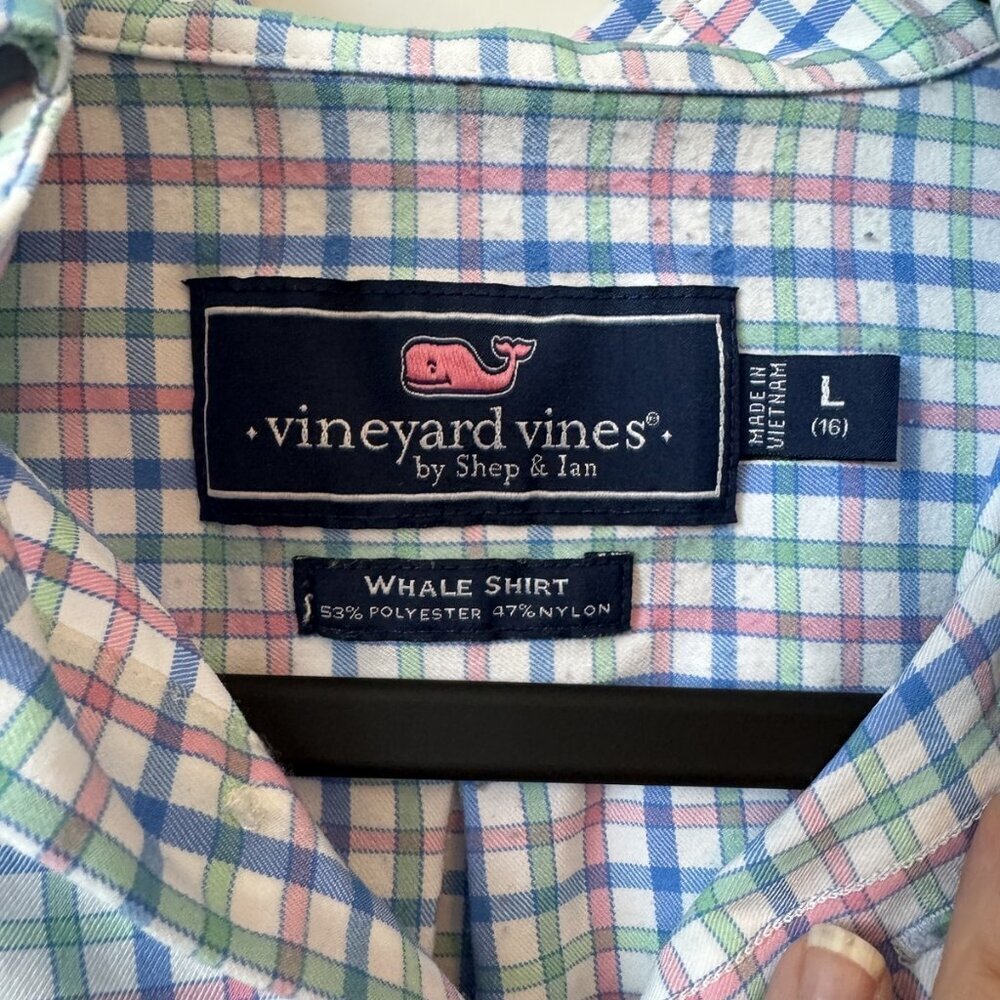 ·vineyard vines®·
by Shep & Ian
MADE IN
VIETNAM
L
(16)
WHALE SHIRT
53% POLYESTER 47% NYLON